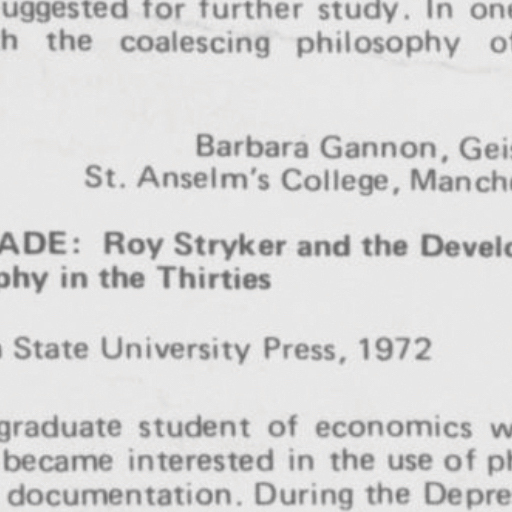 uggested for further study. In one
h the coalescing philosophy of
Barbara Gannon, Geis
St. Anselm's College, Manche
ADE: Roy Stryker and the Develo
phy in the Thirties
State University Press, 1972
graduate student of economics w
became interested in the use of ph
documentation. During the Depre